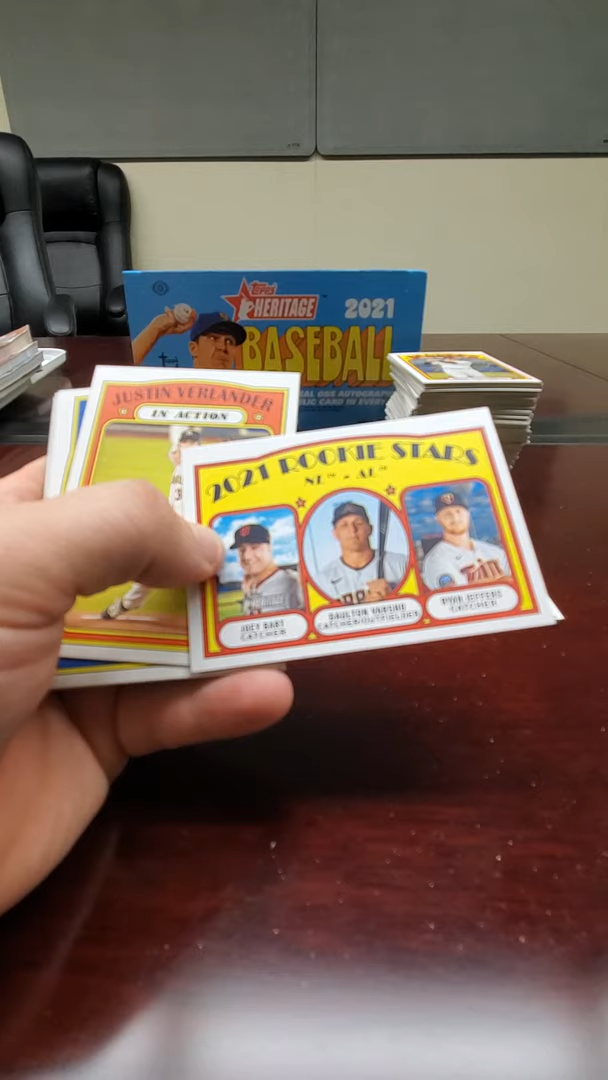 Topps
HERITAGE
2021
BASEBALL
JUSTIN VERLANDER
IN ACTION
2021 ROOKIE STARS
NL - AL
JOEY BART
CATCHER
DAULTON VARSHO
CATCHER/OUTFIELDER
RYAN JEFFERS
CATCHER